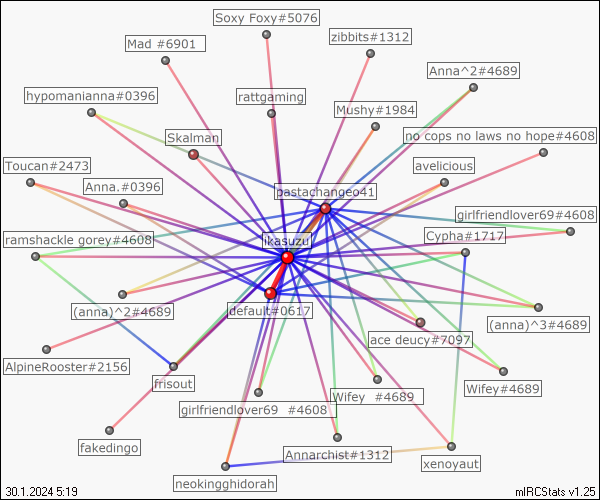 Soxy Foxy#5076
zibbits#1312
Mad #6901
Anna^2#4689
hypomanianna#0396
rattgaming
Mushy#1984
Skalman
no cops no laws no hope#4608
Toucan#2473
avelicious
Anna.#0396
pastachangeo41
girlfriendlover69#4608
ramshackle gorey#4608
ikasuzu
Cypha#1717
(anna)^2#4689
default#0617
(anna)^3#4689
ace deucy#7097
AlpineRooster#2156
frisout
Wifey#4689
girlfriendlover69 #4608
Wifey #4689
fakedingo
Annarchist#1312
xenoyaut
neokingghidorah
30.1.2024 5:19
mIRCStats v1.25